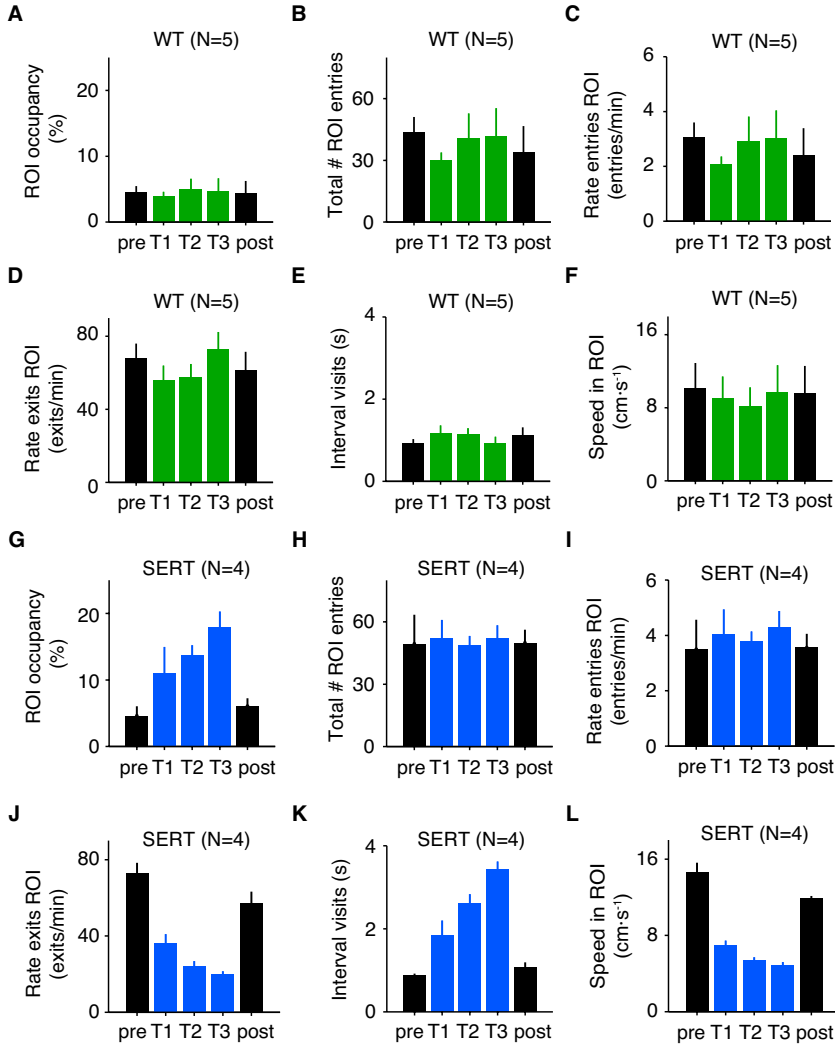 A
WT (N=5)
ROI occupancy
(%)
20
10
0
pre T1 T2 T3 post
B
WT (N=5)
Total # ROI entries
60
30
0
pre T1 T2 T3 post
C
WT (N=5)
Rate entries ROI
(entries/min)
6
4
2
0
pre T1 T2 T3 post
D
WT (N=5)
Rate exits ROI
(exits/min)
80
60
0
pre T1 T2 T3 post
E
WT (N=5)
Interval visits (s)
4
2
0
pre T1 T2 T3 post
F
WT (N=5)
Speed in ROI
(cm·s⁻¹)
16
8
0
pre T1 T2 T3 post
G
SERT (N=4)
ROI occupancy
(%)
20
10
0
pre T1 T2 T3 post
H
SERT (N=4)
Total # ROI entries
60
30
0
pre T1 T2 T3 post
I
SERT (N=4)
Rate entries ROI
(entries/min)
6
4
2
0
pre T1 T2 T3 post
J
SERT (N=4)
Rate exits ROI
(exits/min)
80
40
0
pre T1 T2 T3 post
K
SERT (N=4)
Interval visits (s)
4
2
0
pre T1 T2 T3 post
L
SERT (N=4)
Speed in ROI
(cm·s⁻¹)
16
8
0
pre T1 T2 T3 post